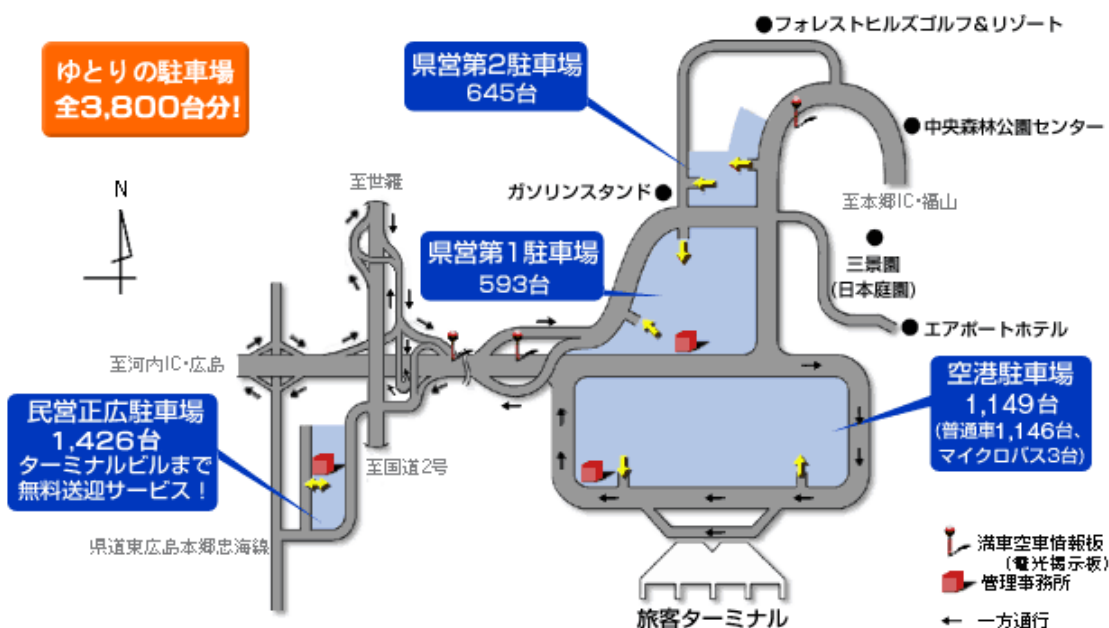 ゆとりの駐車場
全3,800台分!
県営第2駐車場
645台
フォレストヒルズゴルフ&リゾート
中央森林公園センター
N
至世羅
ガソリンスタンド
至本郷IC・福山
県営第1駐車場
593台
三景園
(日本庭園)
エアポートホテル
至河内IC・広島
空港駐車場
1,149台
(普通車1,146台、
マイクロバス3台)
民営正広駐車場
1,426台
ターミナルビルまで
無料送迎サービス!
至国道2号
県道東広島本郷忠海線
満車空車情報板
(電光掲示板)
管理事務所
一方通行
旅客ターミナル